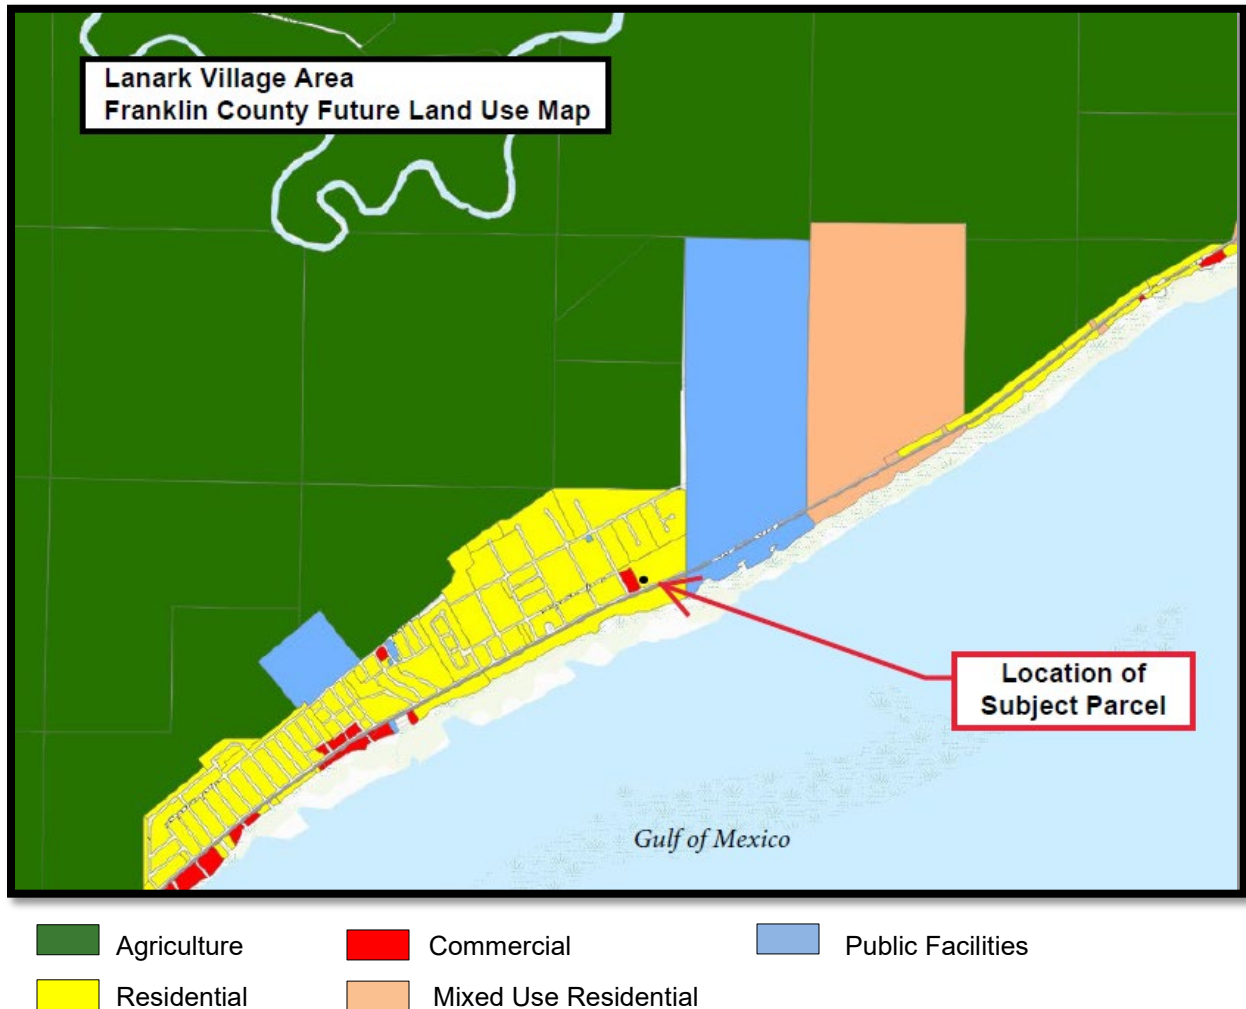 Lanark Village Area
Franklin County Future Land Use Map
Location of
Subject Parcel
Gulf of Mexico
Agriculture
Commercial
Public Facilities
Residential
Mixed Use Residential